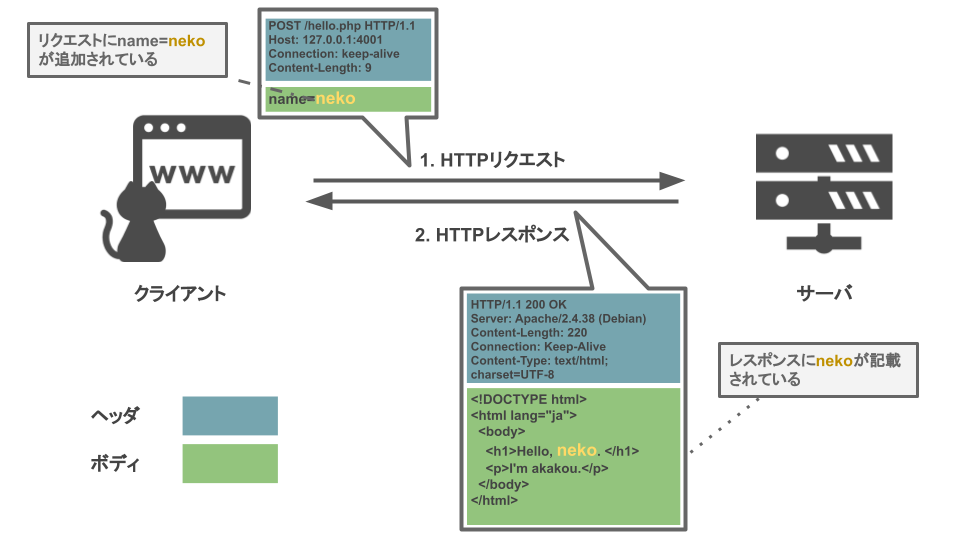 リクエストにname=neko
が追加されている
POST /hello.php HTTP/1.1
Host: 127.0.0.1:4001
Connection: keep-alive
Content-Length: 9
name=neko
WWW
1. HTTPリクエスト
2. HTTPレスポンス
クライアント
サーバ
HTTP/1.1 200 OK
Server: Apache/2.4.38 (Debian)
Content-Length: 220
Connection: Keep-Alive
Content-Type: text/html;
charset=UTF-8
<!DOCTYPE html>
<html lang="ja">
<body>
<h1>Hello, neko. </h1>
<p>I'm akakou.</p>
</body>
</html>
レスポンスにnekoが記載
されている
ヘッダ
ボディ